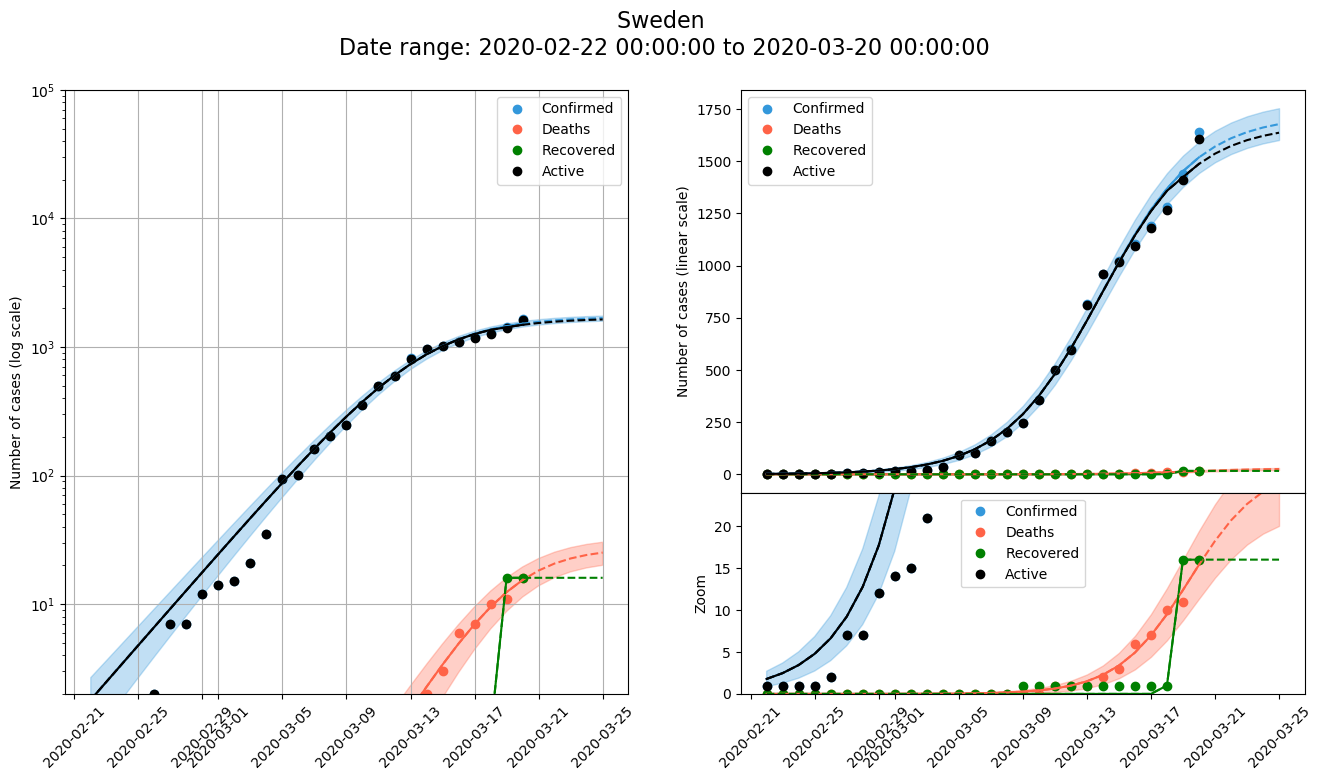 Sweden
Date range: 2020-02-22 00:00:00 to 2020-03-20 00:00:00
Number of cases (log scale)
10^5
10^4
10^3
10^2
10^1
Confirmed
Deaths
Recovered
Active
2020-02-21
2020-02-25
2020-02-29
2020-03-01
2020-03-05
2020-03-09
2020-03-13
2020-03-17
2020-03-21
2020-03-25
Number of cases (linear scale)
1750
1500
1250
1000
750
500
250
0
Confirmed
Deaths
Recovered
Active
Zoom
20
15
10
5
0
Confirmed
Deaths
Recovered
Active
2020-02-21
2020-02-25
2020-02-29
2020-03-01
2020-03-05
2020-03-09
2020-03-13
2020-03-17
2020-03-21
2020-03-25